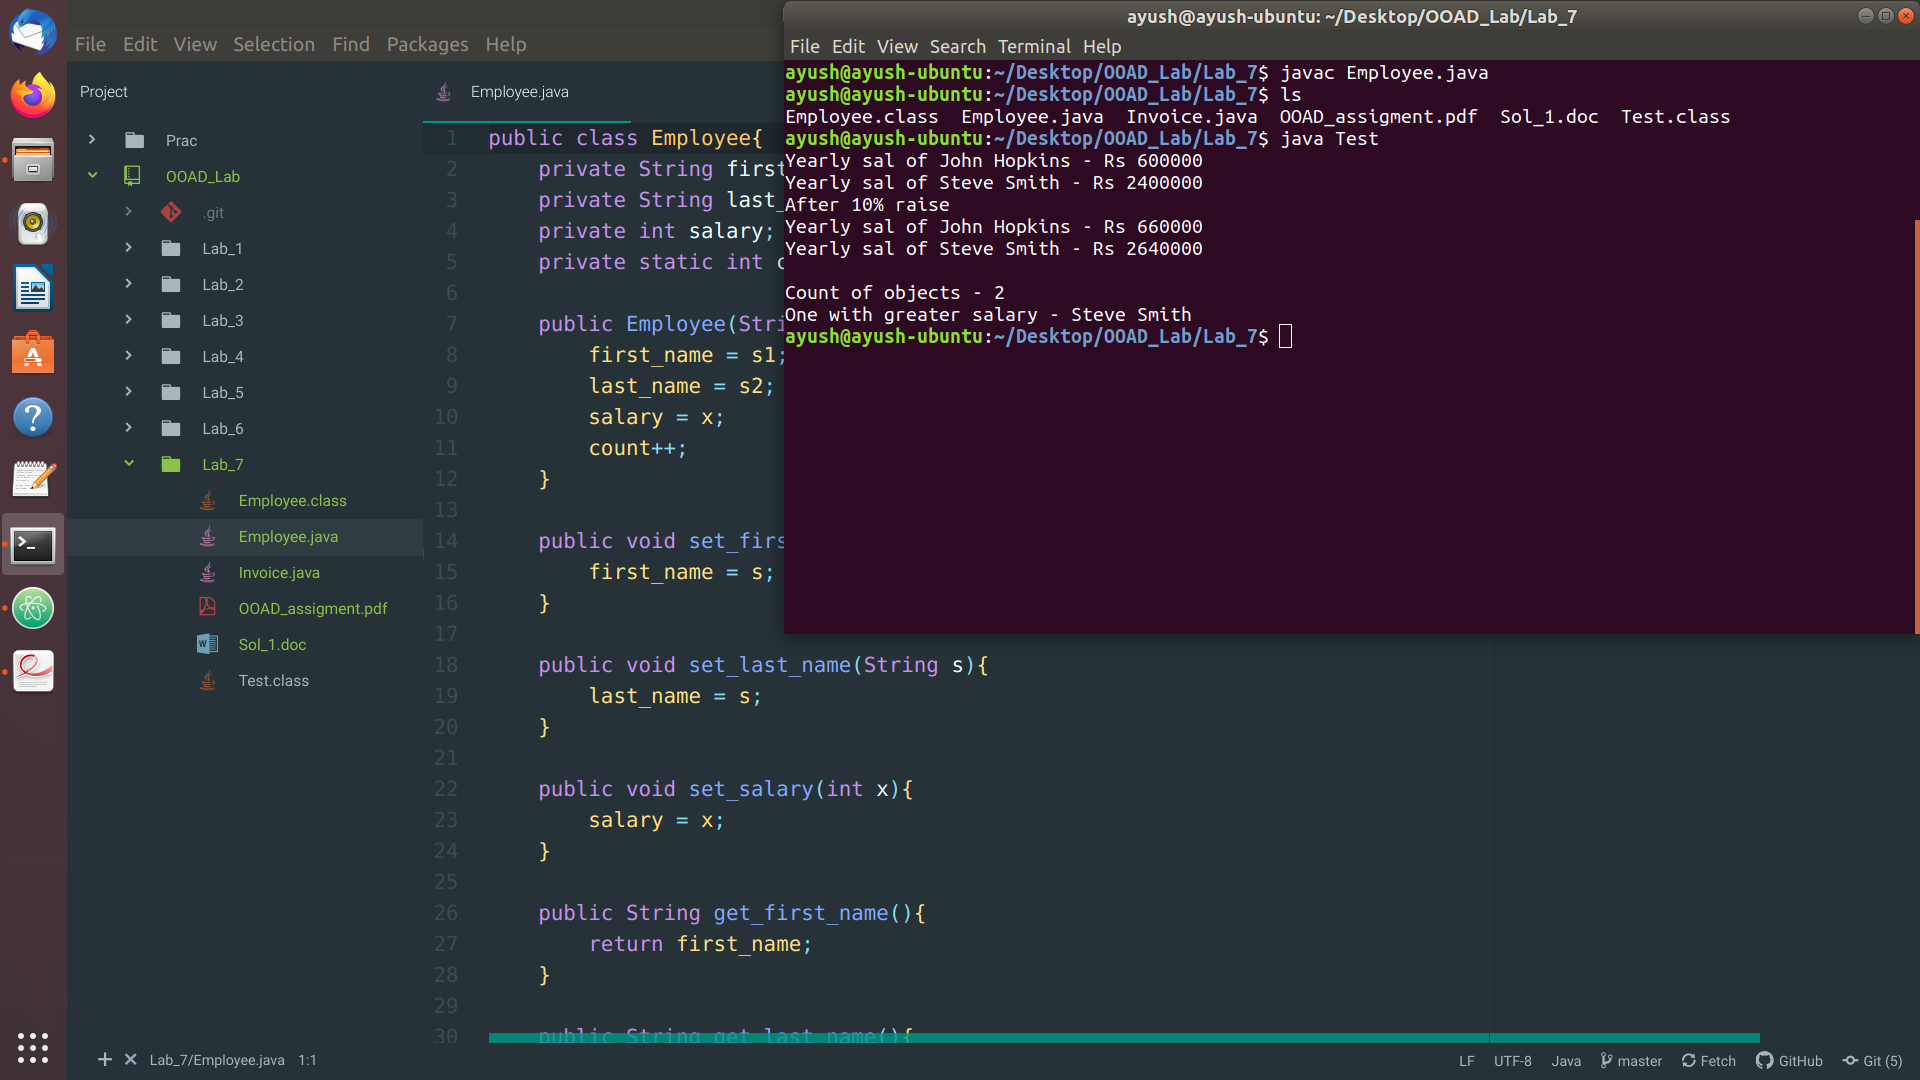 File Edit View Selection Find Packages Help
Project
Prac
OOAD_Lab
.git
Lab_1
Lab_2
Lab_3
Lab_4
Lab_5
Lab_6
Lab_7
Employee.class
Employee.java
Invoice.java
OOAD_assigment.pdf
Sol_1.doc
Test.class
Employee.java
1 public class Employee{
2 private String first
3 private String last_
4 private int salary;
5 private static int c
6
7 public Employee(Stri
8 first_name = s1;
9 last_name = s2;
10 salary = x;
11 count++;
12 }
13
14 public void set_firs
15 first_name = s;
16 }
17
18 public void set_last_name(String s){
19 last_name = s;
20 }
21
22 public void set_salary(int x){
23 salary = x;
24 }
25
26 public String get_first_name(){
27 return first_name;
28 }
29
30 public String get_last_name(){
ayush@ayush-ubuntu: ~/Desktop/OOAD_Lab/Lab_7
File Edit View Search Terminal Help
ayush@ayush-ubuntu:~/Desktop/OOAD_Lab/Lab_7$ javac Employee.java
ayush@ayush-ubuntu:~/Desktop/OOAD_Lab/Lab_7$ ls
Employee.class Employee.java Invoice.java OOAD_assigment.pdf Sol_1.doc Test.class
ayush@ayush-ubuntu:~/Desktop/OOAD_Lab/Lab_7$ java Test
Yearly sal of John Hopkins - Rs 600000
Yearly sal of Steve Smith - Rs 2400000
After 10% raise
Yearly sal of John Hopkins - Rs 660000
Yearly sal of Steve Smith - Rs 2640000
Count of objects - 2
One with greater salary - Steve Smith
ayush@ayush-ubuntu:~/Desktop/OOAD_Lab/Lab_7$
Lab_7/Employee.java 1:1
LF UTF-8 Java master Fetch GitHub Git (5)